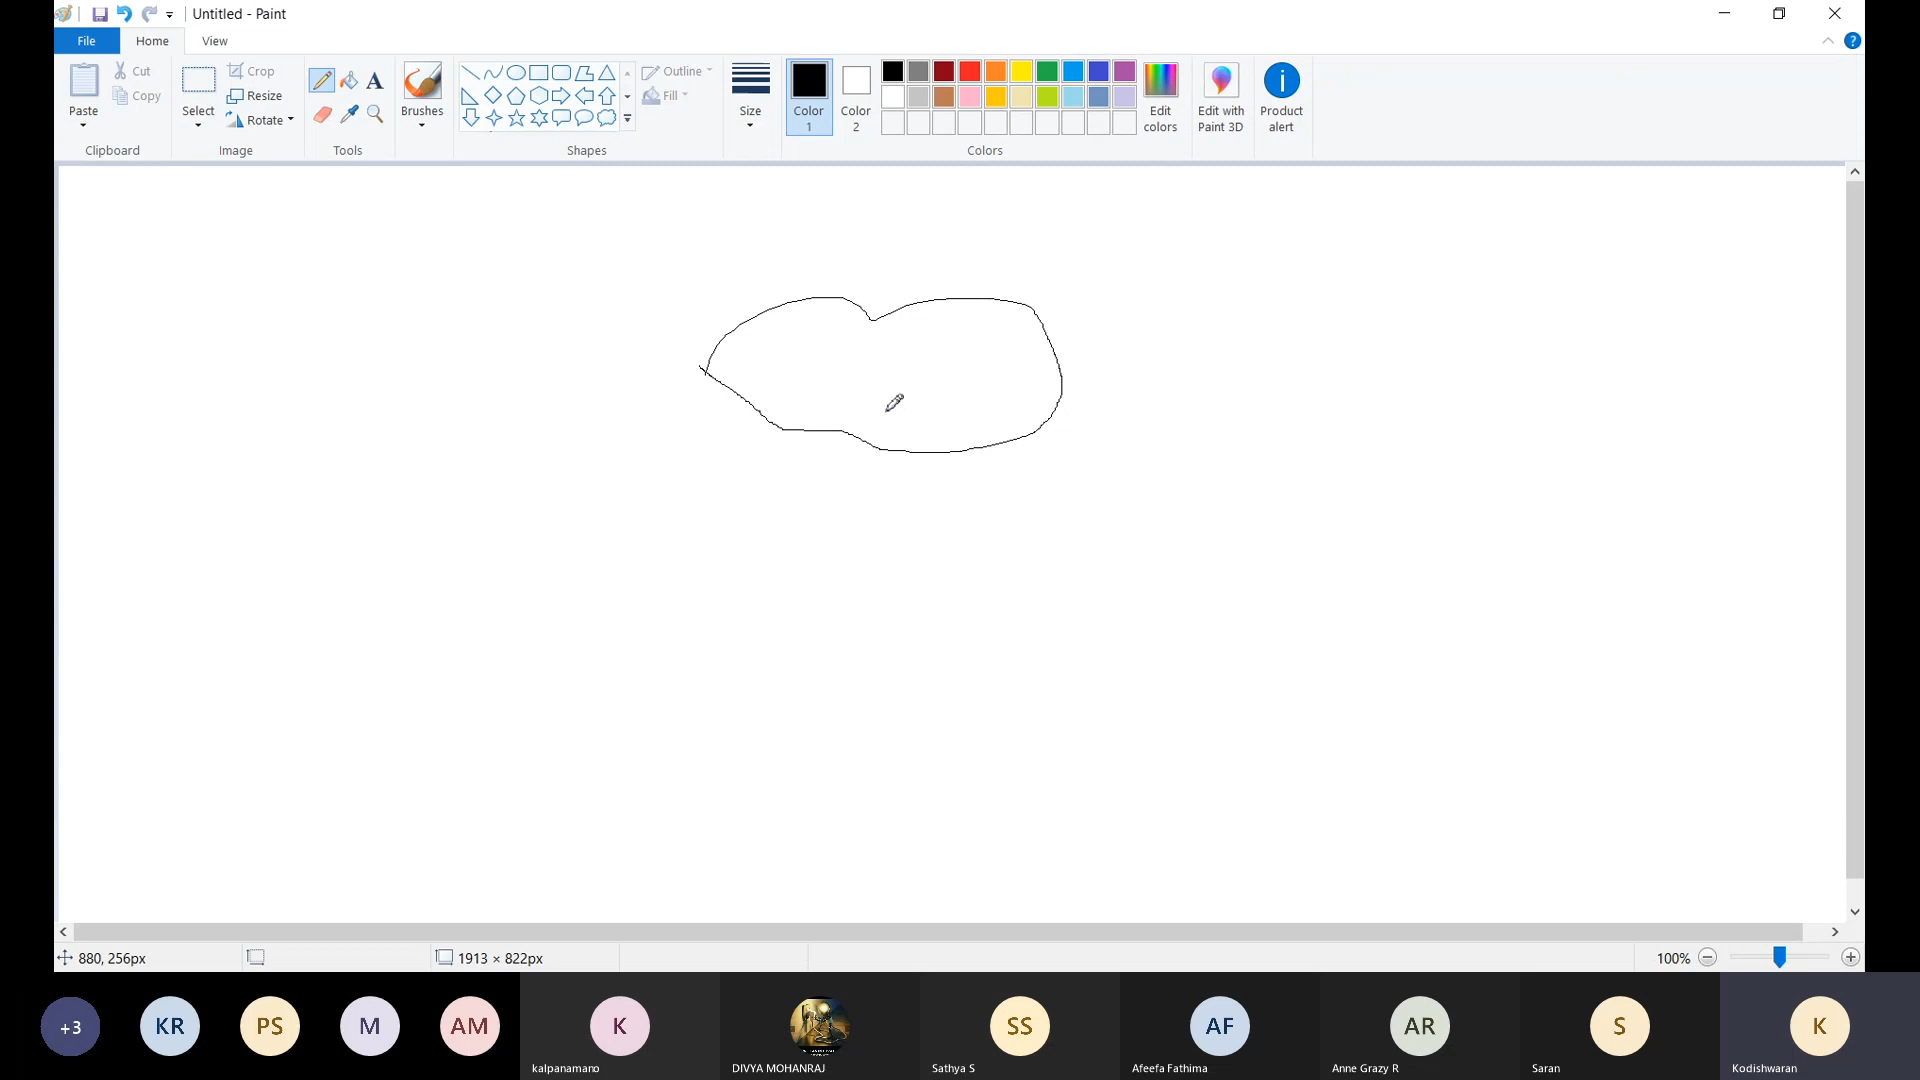 Untitled - Paint
File Home View
Paste
Cut
Copy
Clipboard
Select
Crop
Resize
Rotate
Image
A
Tools
Brushes
Shapes
Outline
Fill
Size
Color 1
Color 2
Edit colors
Colors
Edit with Paint 3D
Product alert
880, 256px
1913 × 822px
100%
+3
KR
PS
M
AM
K
kalpanamano
DIVYA MOHANRAJ
SS
Sathya S
AF
Afeefa Fathima
AR
Anne Grazy R
S
Saran
K
Kodishwaran